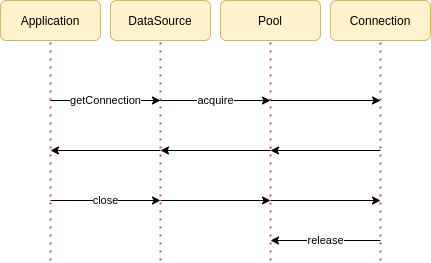 Application
DataSource
Pool
Connection
getConnection
acquire
close
release